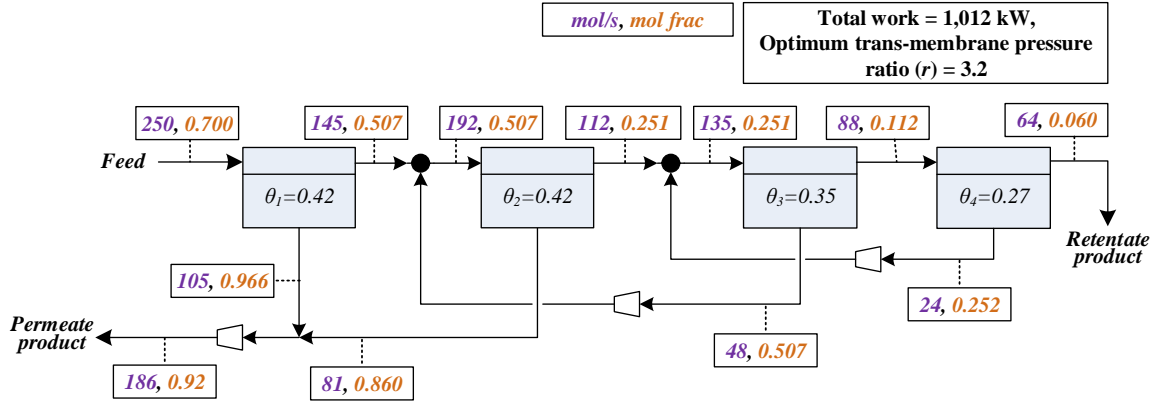 mol/s, mol frac
Total work = 1,012 kW,
Optimum trans-membrane pressure
ratio (r) = 3.2
250, 0.700
145, 0.507
192, 0.507
112, 0.251
135, 0.251
88, 0.112
64, 0.060
Feed
θ1=0.42
θ2=0.42
θ3=0.35
θ4=0.27
Retentate
product
105, 0.966
24, 0.252
Permeate
product
48, 0.507
186, 0.92
81, 0.860